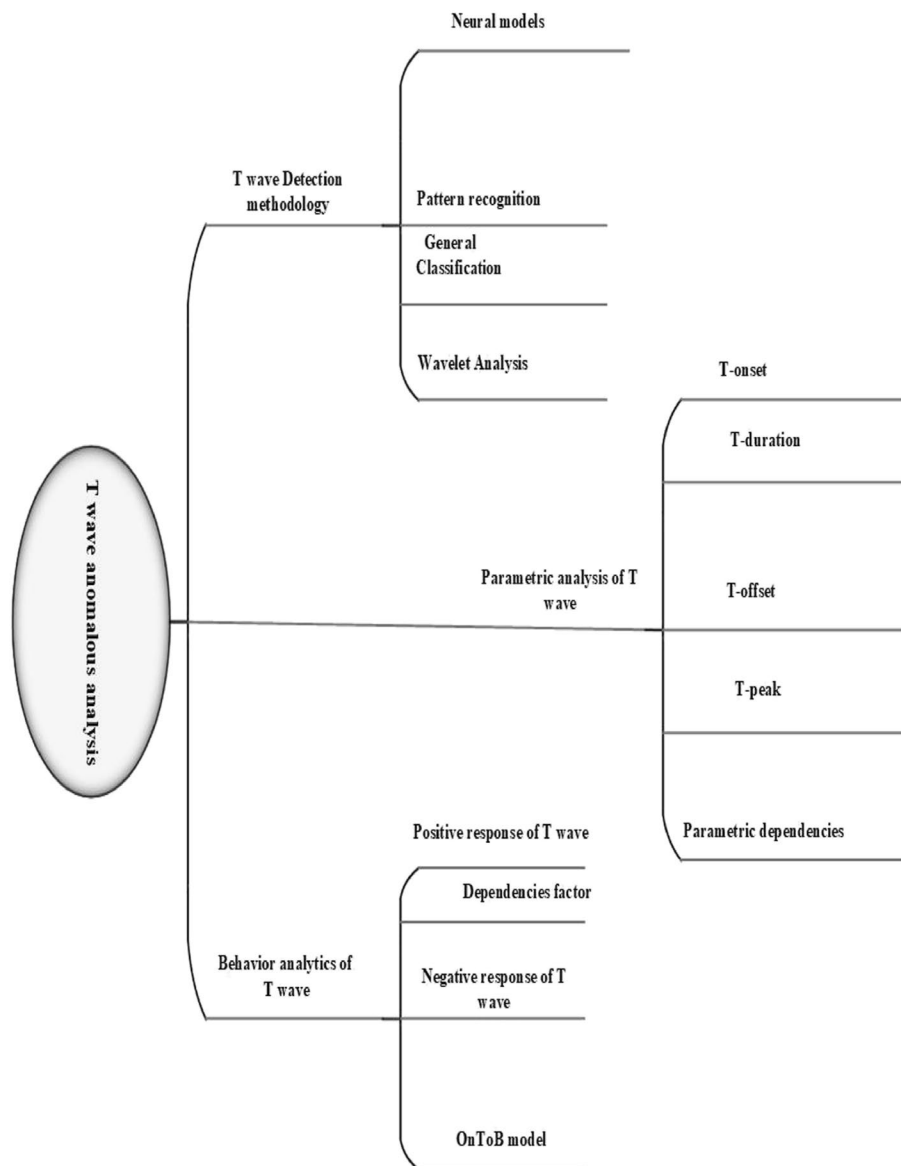 Neural models
T wave Detection
methodology
Pattern recognition
General
Classification
Wavelet Analysis
T wave anomalous analysis
T-onset
T-duration
Parametric analysis of T
wave
T-offset
T-peak
Parametric dependencies
Positive response of T wave
Dependencies factor
Behavior analytics of
T wave
Negative response of T
wave
OnToB model